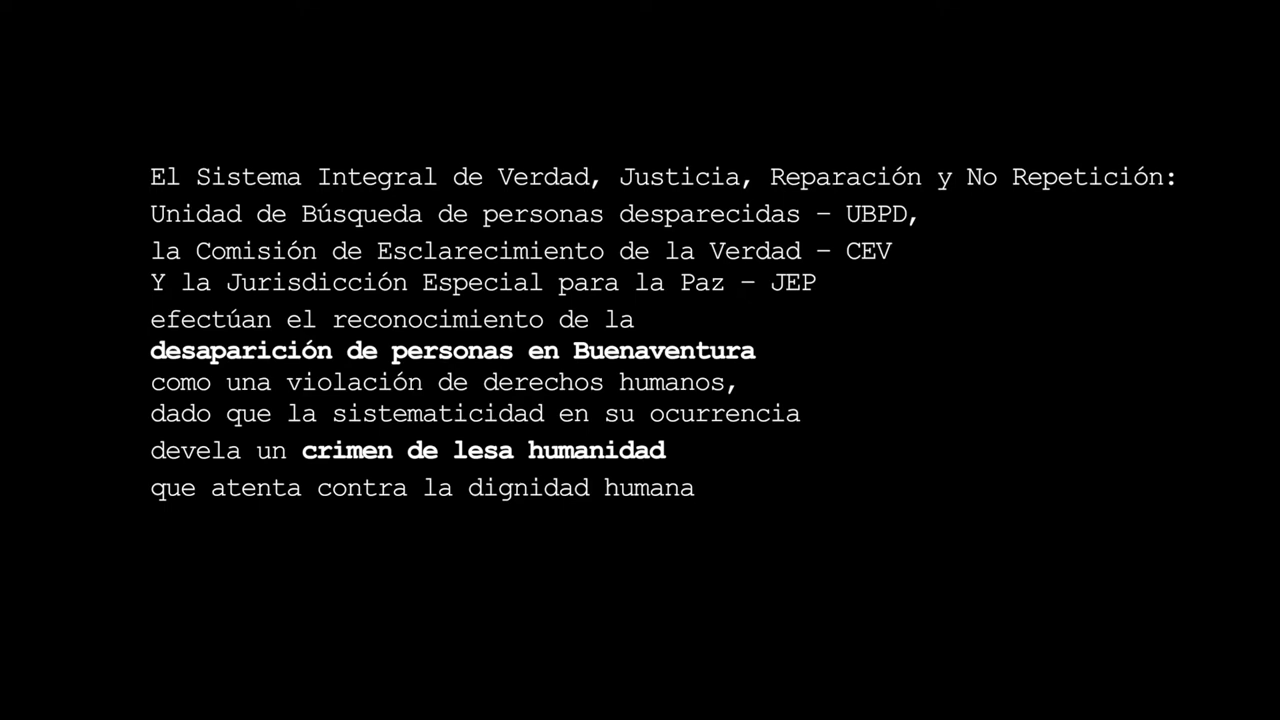 El Sistema Integral de Verdad, Justicia, Reparación y No Repetición:
Unidad de Búsqueda de personas desparecidas – UBPD,
la Comisión de Esclarecimiento de la Verdad – CEV
Y la Jurisdicción Especial para la Paz – JEP
efectúan el reconocimiento de la
desaparición de personas en Buenaventura
como una violación de derechos humanos,
dado que la sistematicidad en su ocurrencia
devela un crimen de lesa humanidad
que atenta contra la dignidad humana